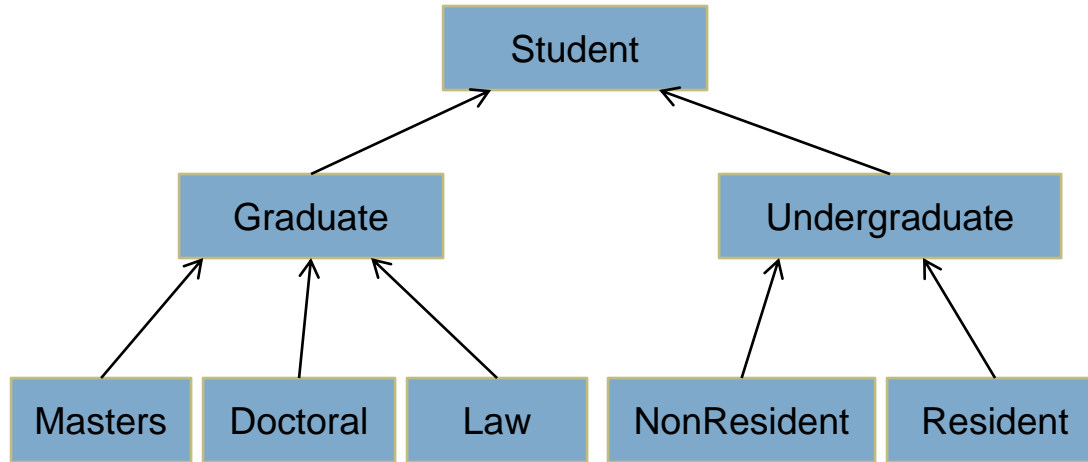 Student
Graduate
Undergraduate
Masters
Doctoral
Law
NonResident
Resident